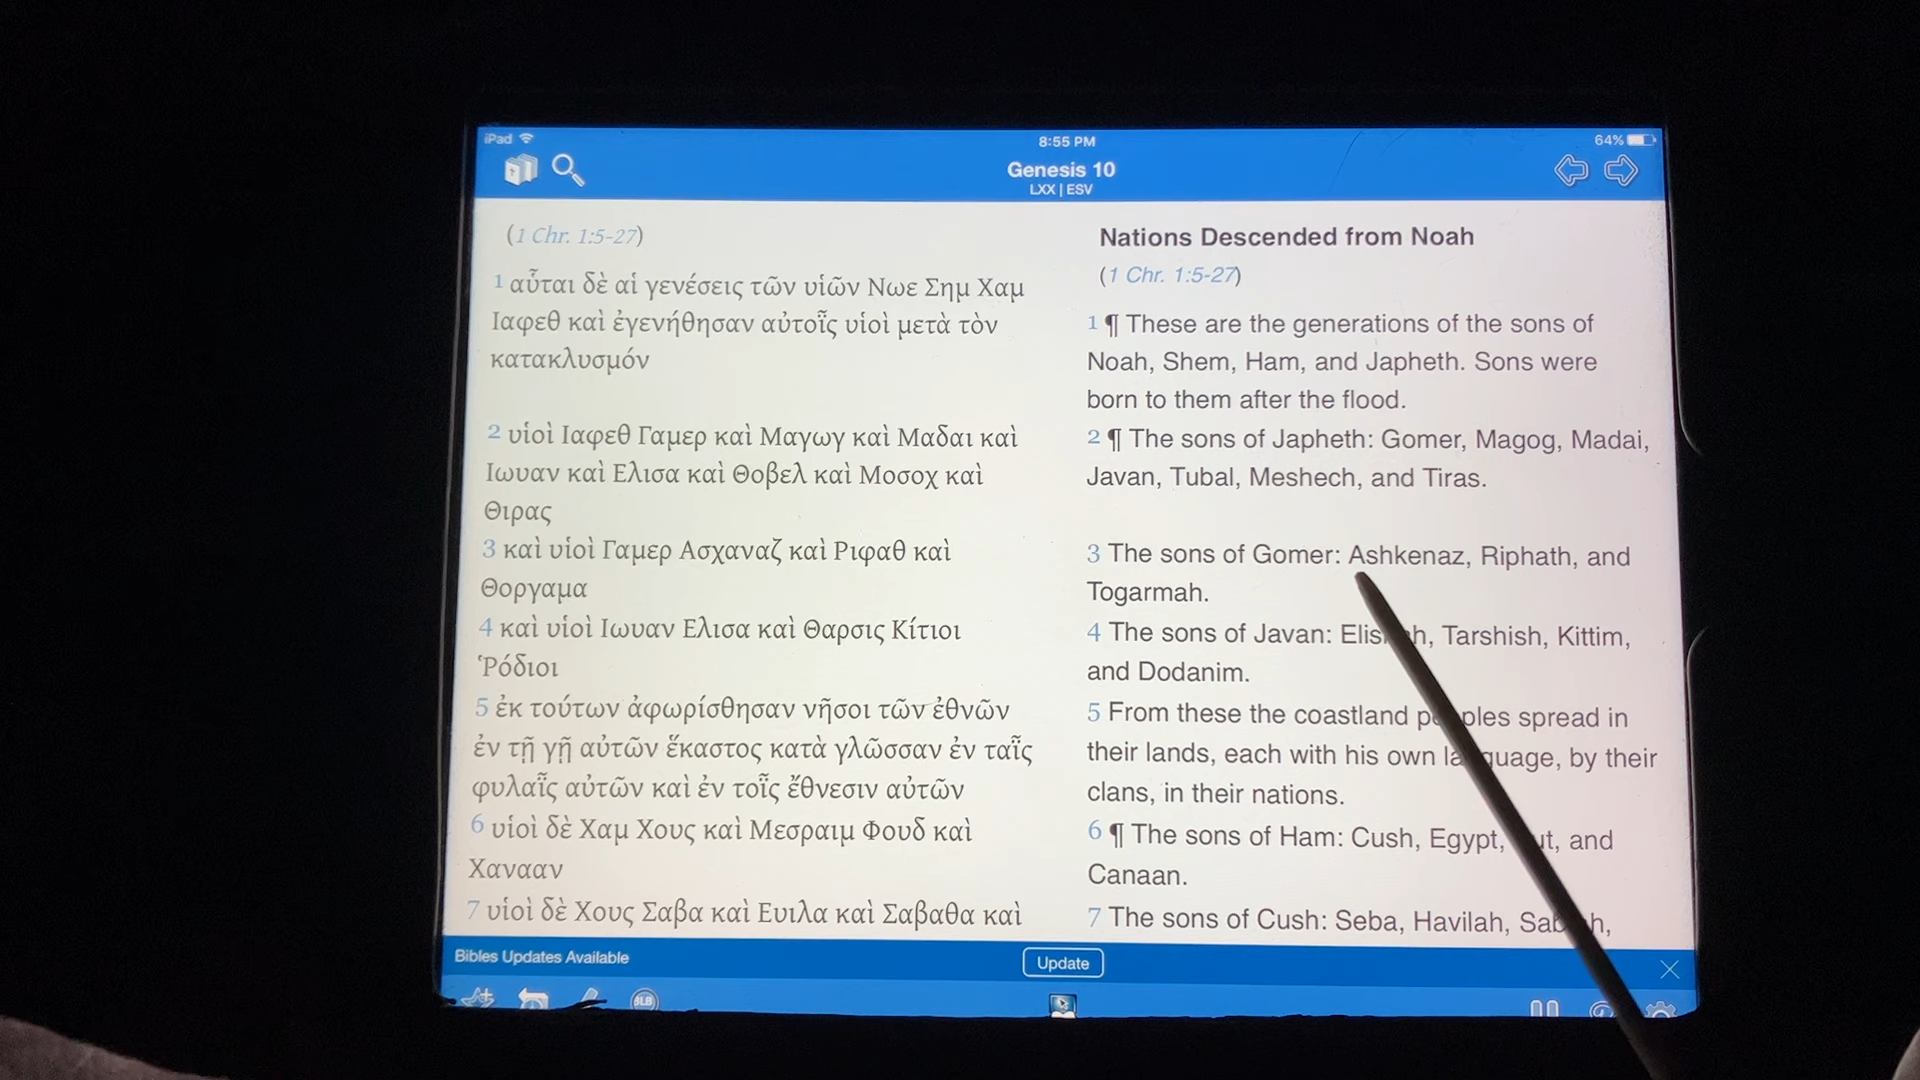 iPad
8:55 PM
64%
Genesis 10
LXX | ESV
(1 Chr. 1:5-27)
1 αὗται δὲ αἱ γενέσεις τῶν υἱῶν Νωε Σημ Χαμ
Ιαφεθ καὶ ἐγενήθησαν αὐτοῖς υἱοὶ μετὰ τὸν
κατακλυσμόν
2 υἱοὶ Ιαφεθ Γαμερ καὶ Μαγωγ καὶ Μαδαι καὶ
Ιωυαν καὶ Ελισα καὶ Θοβελ καὶ Μοσοχ καὶ
Θιρας
3 καὶ υἱοὶ Γαμερ Ασχαναζ καὶ Ριφαθ καὶ
Θοργαμα
4 καὶ υἱοὶ Ιωυαν Ελισα καὶ Θαρσις Κίτιοι
Ῥόδιοι
5 ἐκ τούτων ἀφωρίσθησαν νῆσοι τῶν ἐθνῶν
ἐν τῇ γῇ αὐτῶν ἕκαστος κατὰ γλῶσσαν ἐν ταῖς
φυλαῖς αὐτῶν καὶ ἐν τοῖς ἔθνεσιν αὐτῶν
6 υἱοὶ δὲ Χαμ Χους καὶ Μεσραιμ Φουδ καὶ
Χανααν
7 υἱοὶ δὲ Χους Σαβα καὶ Ευιλα καὶ Σαβαθα καὶ
Nations Descended from Noah
(1 Chr. 1:5-27)
1 ¶ These are the generations of the sons of
Noah, Shem, Ham, and Japheth. Sons were
born to them after the flood.
2 ¶ The sons of Japheth: Gomer, Magog, Madai,
Javan, Tubal, Meshech, and Tiras.
3 The sons of Gomer: Ashkenaz, Riphath, and
Togarmah.
4 The sons of Javan: Tarshish, Kittim,
and Dodanim.
5 From these the coastland peoples spread in
their lands, each with his own language, by their
clans, in their nations.
6 ¶ The sons of Ham: Cush, Egypt, and
Canaan.
7 The sons of Cush: Seba, Havilah,
Bibles Updates Available
Update
BLB